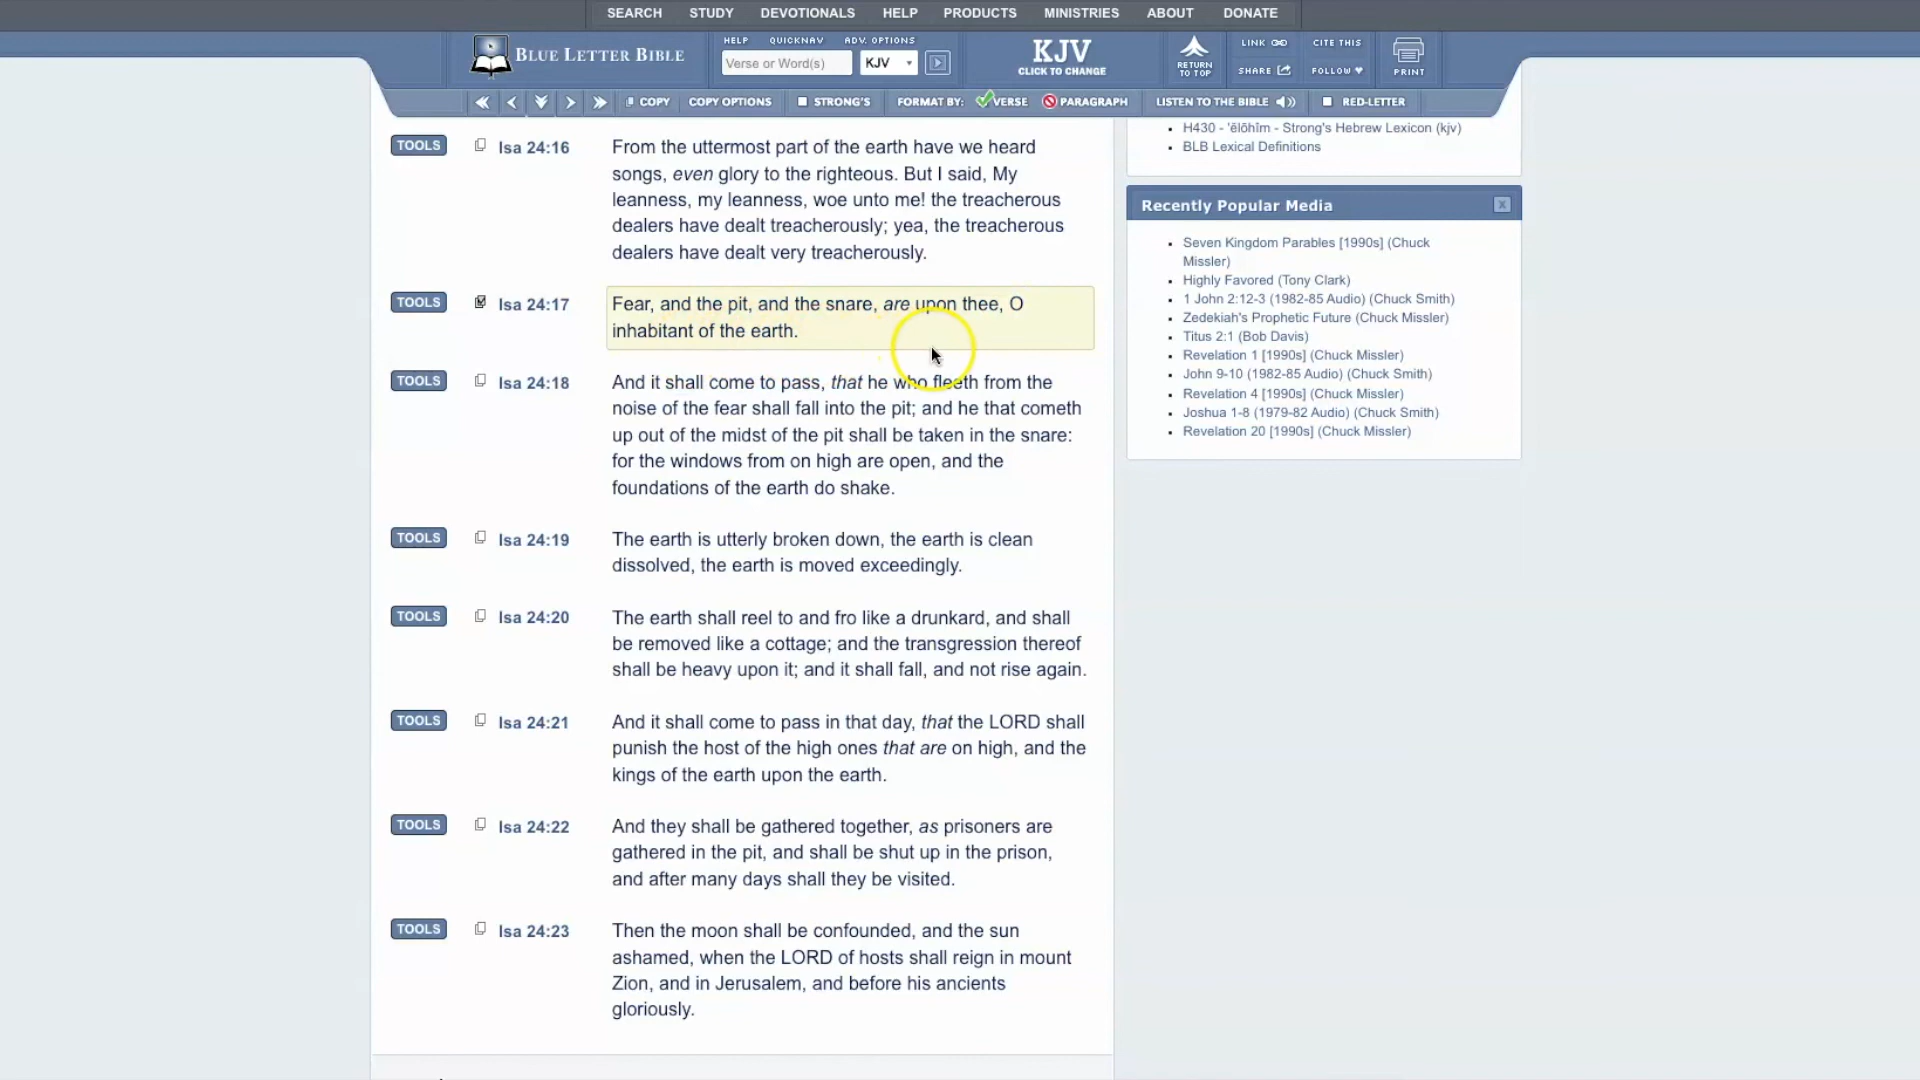 SEARCH STUDY DEVOTIONALS HELP PRODUCTS MINISTRIES ABOUT DONATE
BLUE LETTER BIBLE
HELP QUICKNAV ADV. OPTIONS
Verse or Word(s) KJV
KJV
CLICK TO CHANGE
RETURN
TO TOP
LINK CITE THIS
SHARE FOLLOW
PRINT
COPY COPY OPTIONS STRONG'S FORMAT BY: VERSE PARAGRAPH LISTEN TO THE BIBLE RED-LETTER
TOOLS Isa 24:16 From the uttermost part of the earth have we heard
songs, even glory to the righteous. But I said, My
leanness, my leanness, woe unto me! the treacherous
dealers have dealt treacherously; yea, the treacherous
dealers have dealt very treacherously.
TOOLS Isa 24:17 Fear, and the pit, and the snare, are upon thee, O
inhabitant of the earth.
TOOLS Isa 24:18 And it shall come to pass, that he who fleeth from the
noise of the fear shall fall into the pit; and he that cometh
up out of the midst of the pit shall be taken in the snare:
for the windows from on high are open, and the
foundations of the earth do shake.
TOOLS Isa 24:19 The earth is utterly broken down, the earth is clean
dissolved, the earth is moved exceedingly.
TOOLS Isa 24:20 The earth shall reel to and fro like a drunkard, and shall
be removed like a cottage; and the transgression thereof
shall be heavy upon it; and it shall fall, and not rise again.
TOOLS Isa 24:21 And it shall come to pass in that day, that the LORD shall
punish the host of the high ones that are on high, and the
kings of the earth upon the earth.
TOOLS Isa 24:22 And they shall be gathered together, as prisoners are
gathered in the pit, and shall be shut up in the prison,
and after many days shall they be visited.
TOOLS Isa 24:23 Then the moon shall be confounded, and the sun
ashamed, when the LORD of hosts shall reign in mount
Zion, and in Jerusalem, and before his ancients
gloriously.
H430 - 'ĕlōhîm - Strong's Hebrew Lexicon (kjv)
BLB Lexical Definitions
Recently Popular Media
Seven Kingdom Parables [1990s] (Chuck
Missler)
Highly Favored (Tony Clark)
1 John 2:12-3 (1982-85 Audio) (Chuck Smith)
Zedekiah's Prophetic Future (Chuck Missler)
Titus 2:1 (Bob Davis)
Revelation 1 [1990s] (Chuck Missler)
John 9-10 (1982-85 Audio) (Chuck Smith)
Revelation 4 [1990s] (Chuck Missler)
Joshua 1-8 (1979-82 Audio) (Chuck Smith)
Revelation 20 [1990s] (Chuck Missler)